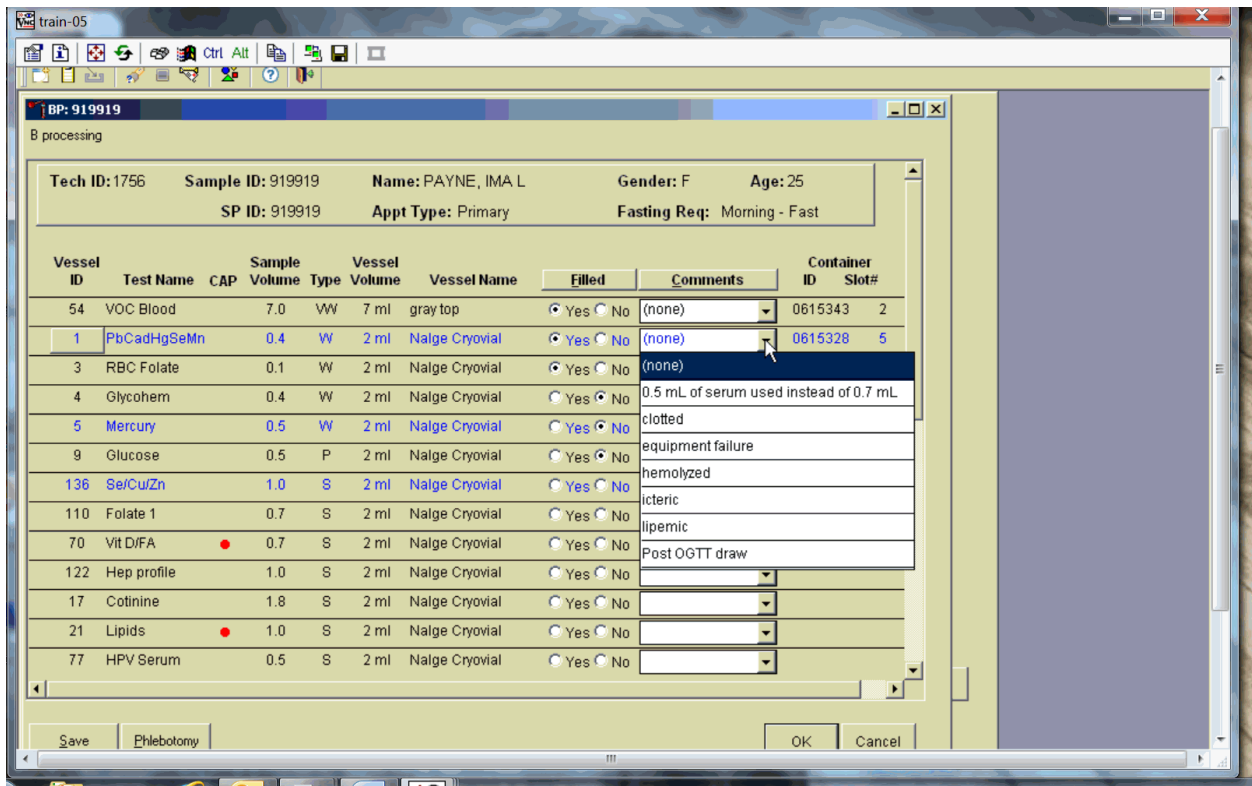 train-05
Ctrl Alt
BP: 919919
B processing
Tech ID: 1756 Sample ID: 919919 Name: PAYNE, IMA L Gender: F Age: 25
SP ID: 919919 Appt Type: Primary Fasting Req: Morning - Fast
Vessel Sample Vessel Container
ID Test Name CAP Volume Type Volume Vessel Name Filled Comments ID Slot#
54 VOC Blood 7.0 VW 7 ml gray top Yes No (none) 0615343 2
1 PbCadHgSeMn 0.4 W 2 ml Nalge Cryovial Yes No (none) 0615328 5
3 RBC Folate 0.1 W 2 ml Nalge Cryovial Yes No (none)
4 Glycohem 0.4 W 2 ml Nalge Cryovial Yes No 0.5 mL of serum used instead of 0.7 mL
clotted
5 Mercury 0.5 W 2 ml Nalge Cryovial Yes No
equipment failure
9 Glucose 0.5 P 2 ml Nalge Cryovial Yes No
hemolyzed
136 Se/Cu/Zn 1.0 S 2 ml Nalge Cryovial Yes No
icteric
110 Folate 1 0.7 S 2 ml Nalge Cryovial Yes No
lipemic
70 Vit D/FA 0.7 S 2 ml Nalge Cryovial Yes No Post OGTT draw
122 Hep profile 1.0 S 2 ml Nalge Cryovial Yes No
17 Cotinine 1.8 S 2 ml Nalge Cryovial Yes No
21 Lipids 1.0 S 2 ml Nalge Cryovial Yes No
77 HPV Serum 0.5 S 2 ml Nalge Cryovial Yes No
Save Phlebotomy OK Cancel